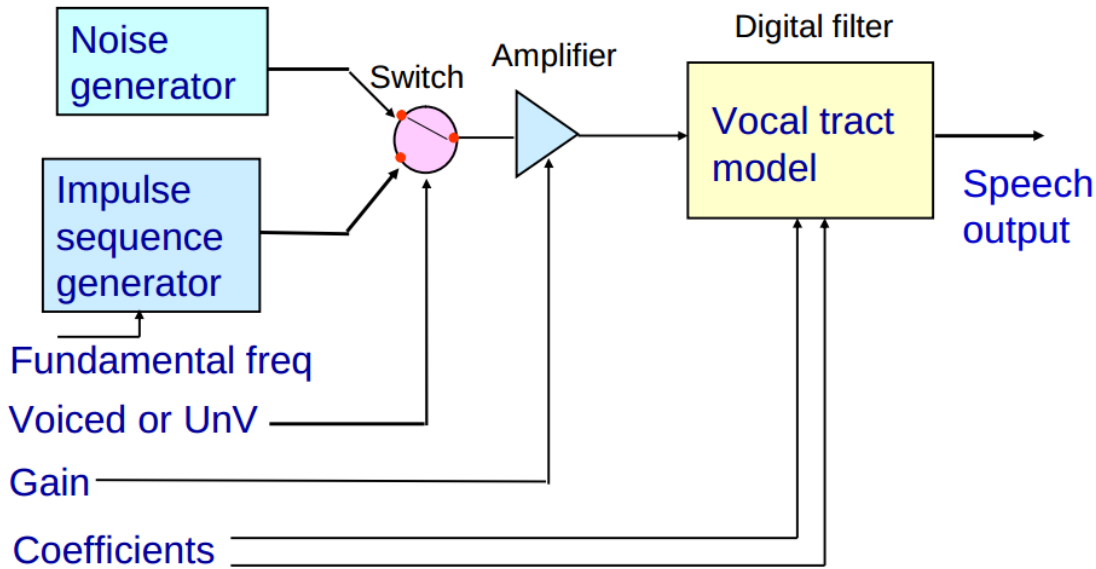 Noise
generator
Switch
Amplifier
Digital filter
Vocal tract
model
Impulse
sequence
generator
Speech
output
Fundamental freq
Voiced or UnV
Gain
Coefficients